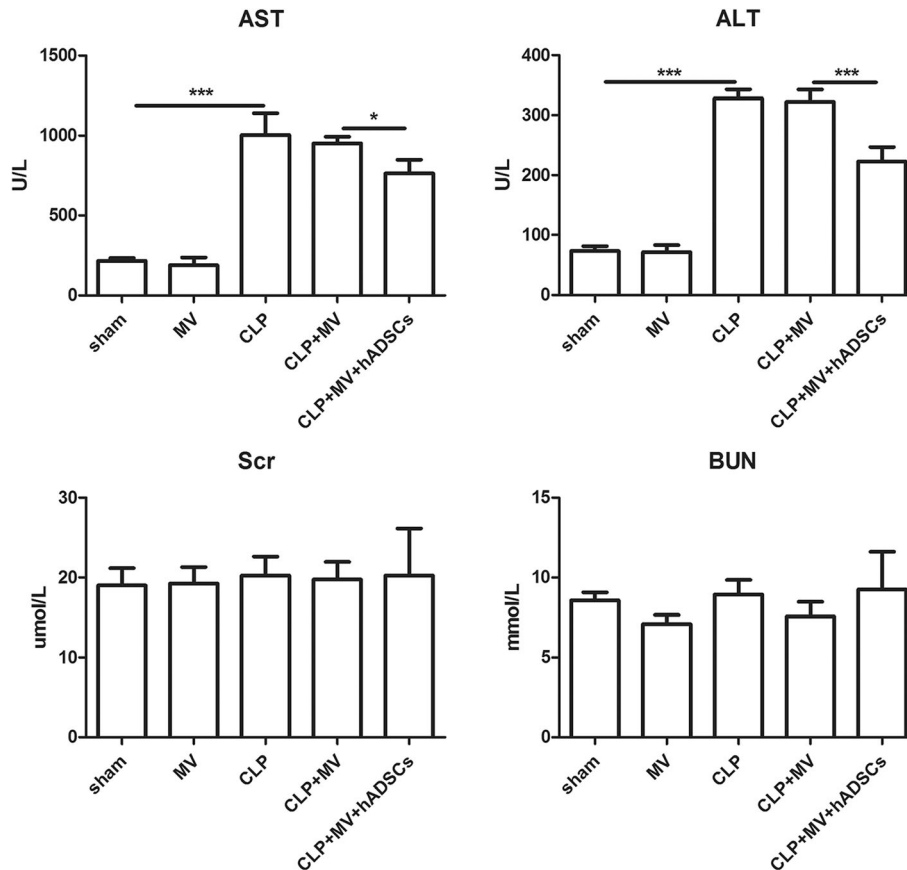 AST
1500
1000
500
0
U/L
***
*
sham
MV
CLP
CLP+MV
CLP+MV+hADSCs
ALT
400
300
200
100
0
U/L
***
***
sham
MV
CLP
CLP+MV
CLP+MV+hADSCs
Scr
30
20
10
0
umol/L
sham
MV
CLP
CLP+MV
CLP+MV+hADSCs
BUN
15
10
5
0
mmol/L
sham
MV
CLP
CLP+MV
CLP+MV+hADSCs